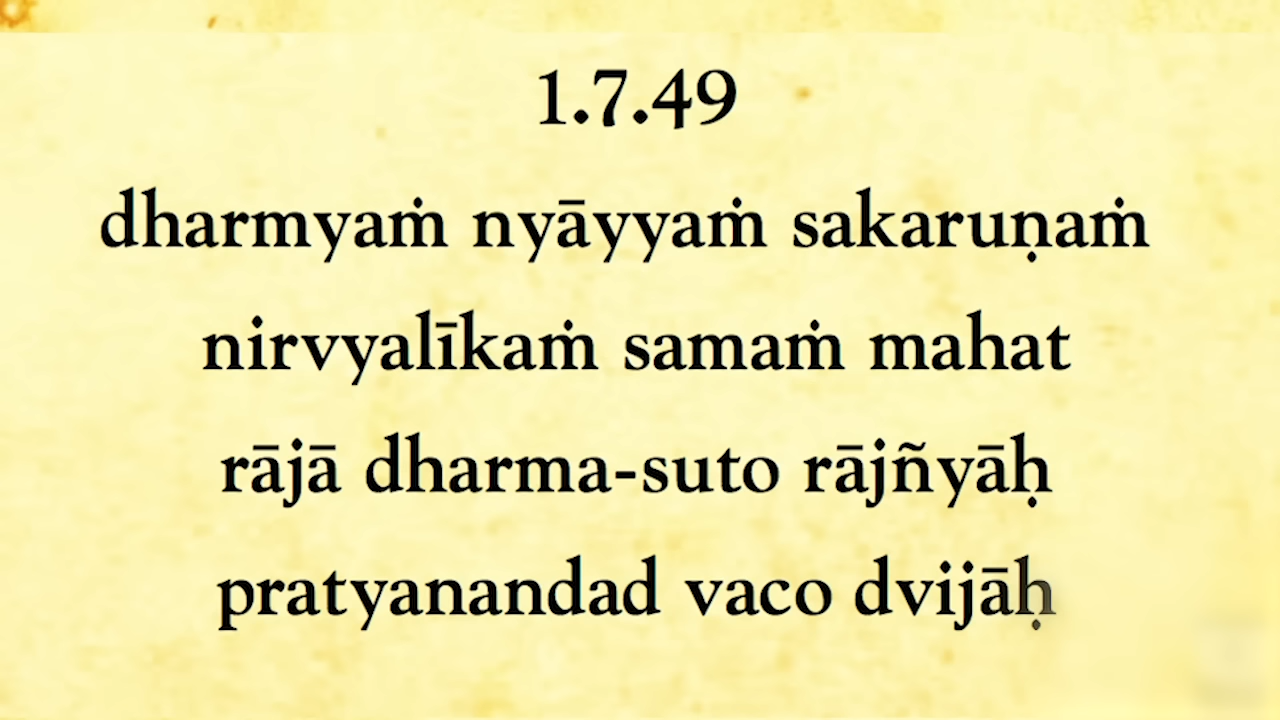 1.7.49
dharmyaṁ nyāyyaṁ sakaruṇaṁ
nirvyalīkaṁ samaṁ mahat
rājā dharma-suto rājñyāḥ
pratyanandad vaco dvijāḥ